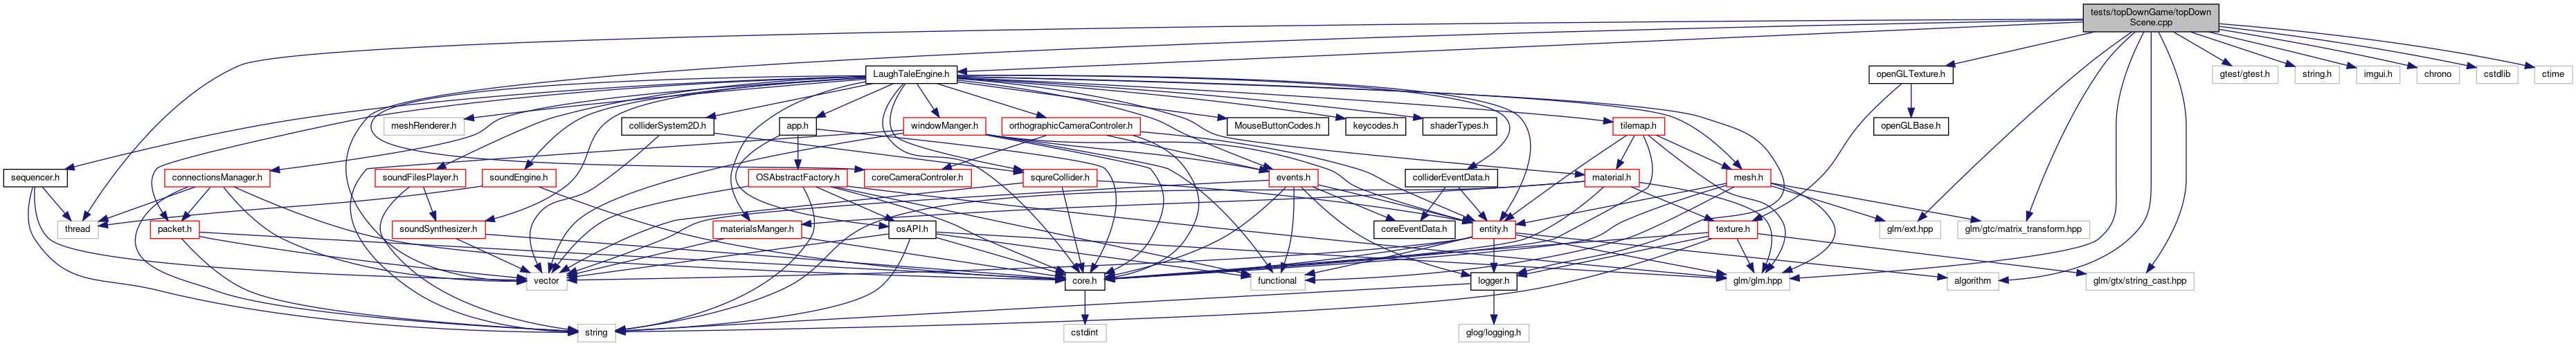 tests/topDownGame/topDown
Scene.cpp
LaughTaleEngine.h
openGLTexture.h
gtest/gtest.h
string.h
imgui.h
chrono
cstdlib
ctime
meshRenderer.h
colliderSystem2D.h
app.h
windowManger.h
orthographicCameraControler.h
MouseButtonCodes.h
keycodes.h
shaderTypes.h
tilemap.h
openGLBase.h
sequencer.h
connectionsManager.h
soundFilesPlayer.h
soundEngine.h
OSAbstractFactory.h
coreCameraControler.h
squreCollider.h
events.h
colliderEventData.h
material.h
mesh.h
thread
packet.h
soundSynthesizer.h
materialsManger.h
osAPI.h
coreEventData.h
entity.h
texture.h
glm/ext.hpp
glm/gtc/matrix_transform.hpp
vector
core.h
functional
logger.h
glm/glm.hpp
algorithm
glm/gtx/string_cast.hpp
string
cstdint
glog/logging.h